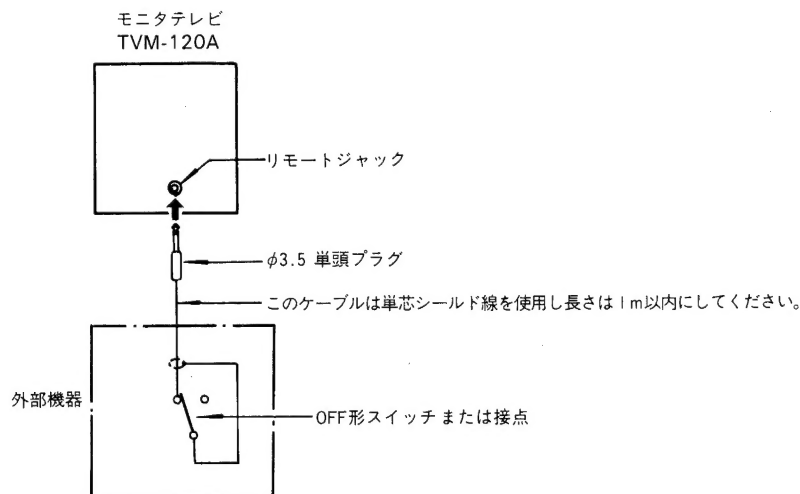 モニタテレビ
TVM-120A
リモートジャック
φ3.5 単頭プラグ
このケーブルは単芯シールド線を使用し長さは1m以内にしてください。
外部機器
OFF形スイッチまたは接点